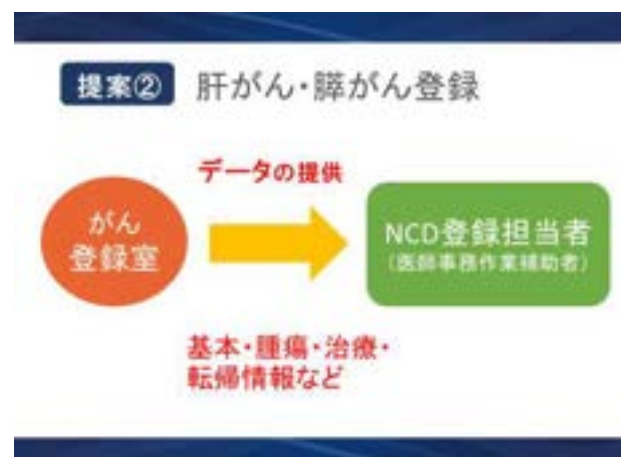 提案② 肝がん・膵がん登録
データの提供
がん
登録室
NCD登録担当者
(医師事務作業補助者)
基本・腫瘍・治療・
転帰情報など